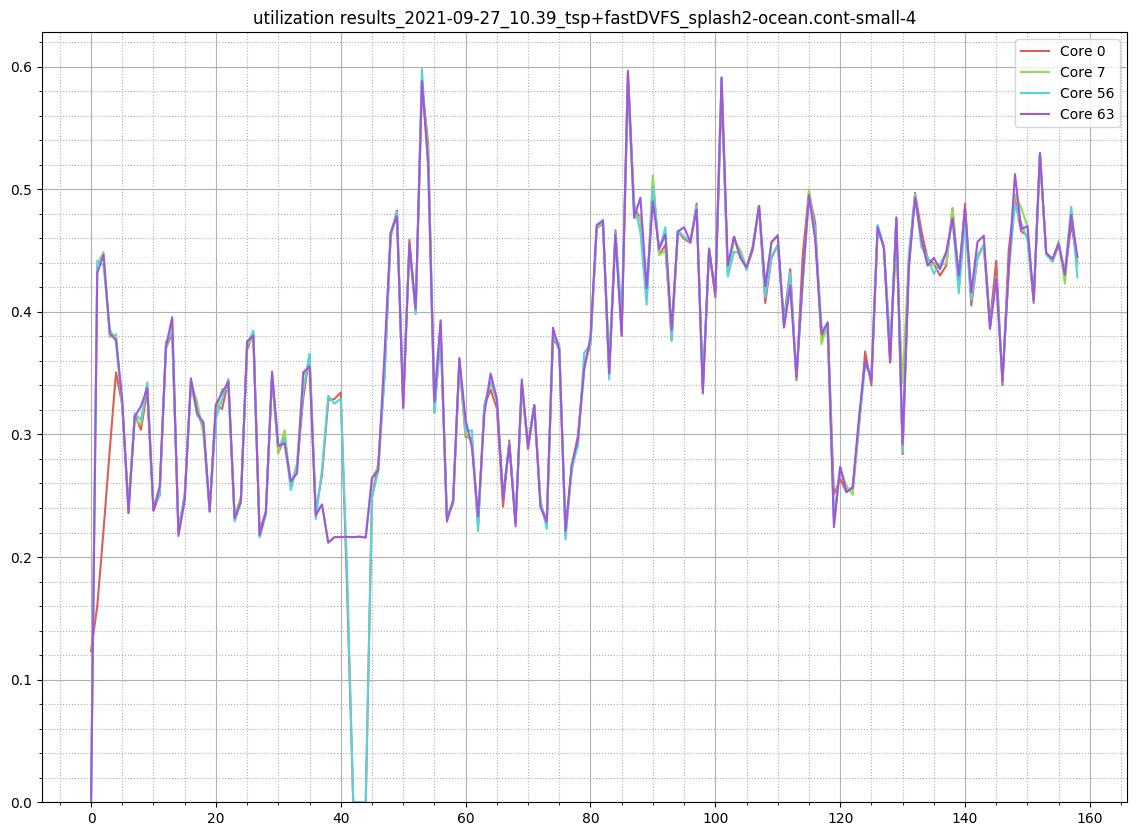 utilization results_2021-09-27_10.39_tsp+fastDVFS_splash2-ocean.cont-small-4
Core 0
Core 7
Core 56
Core 63
0.6
0.5
0.4
0.3
0.2
0.1
0.0
0 20 40 60 80 100 120 140 160